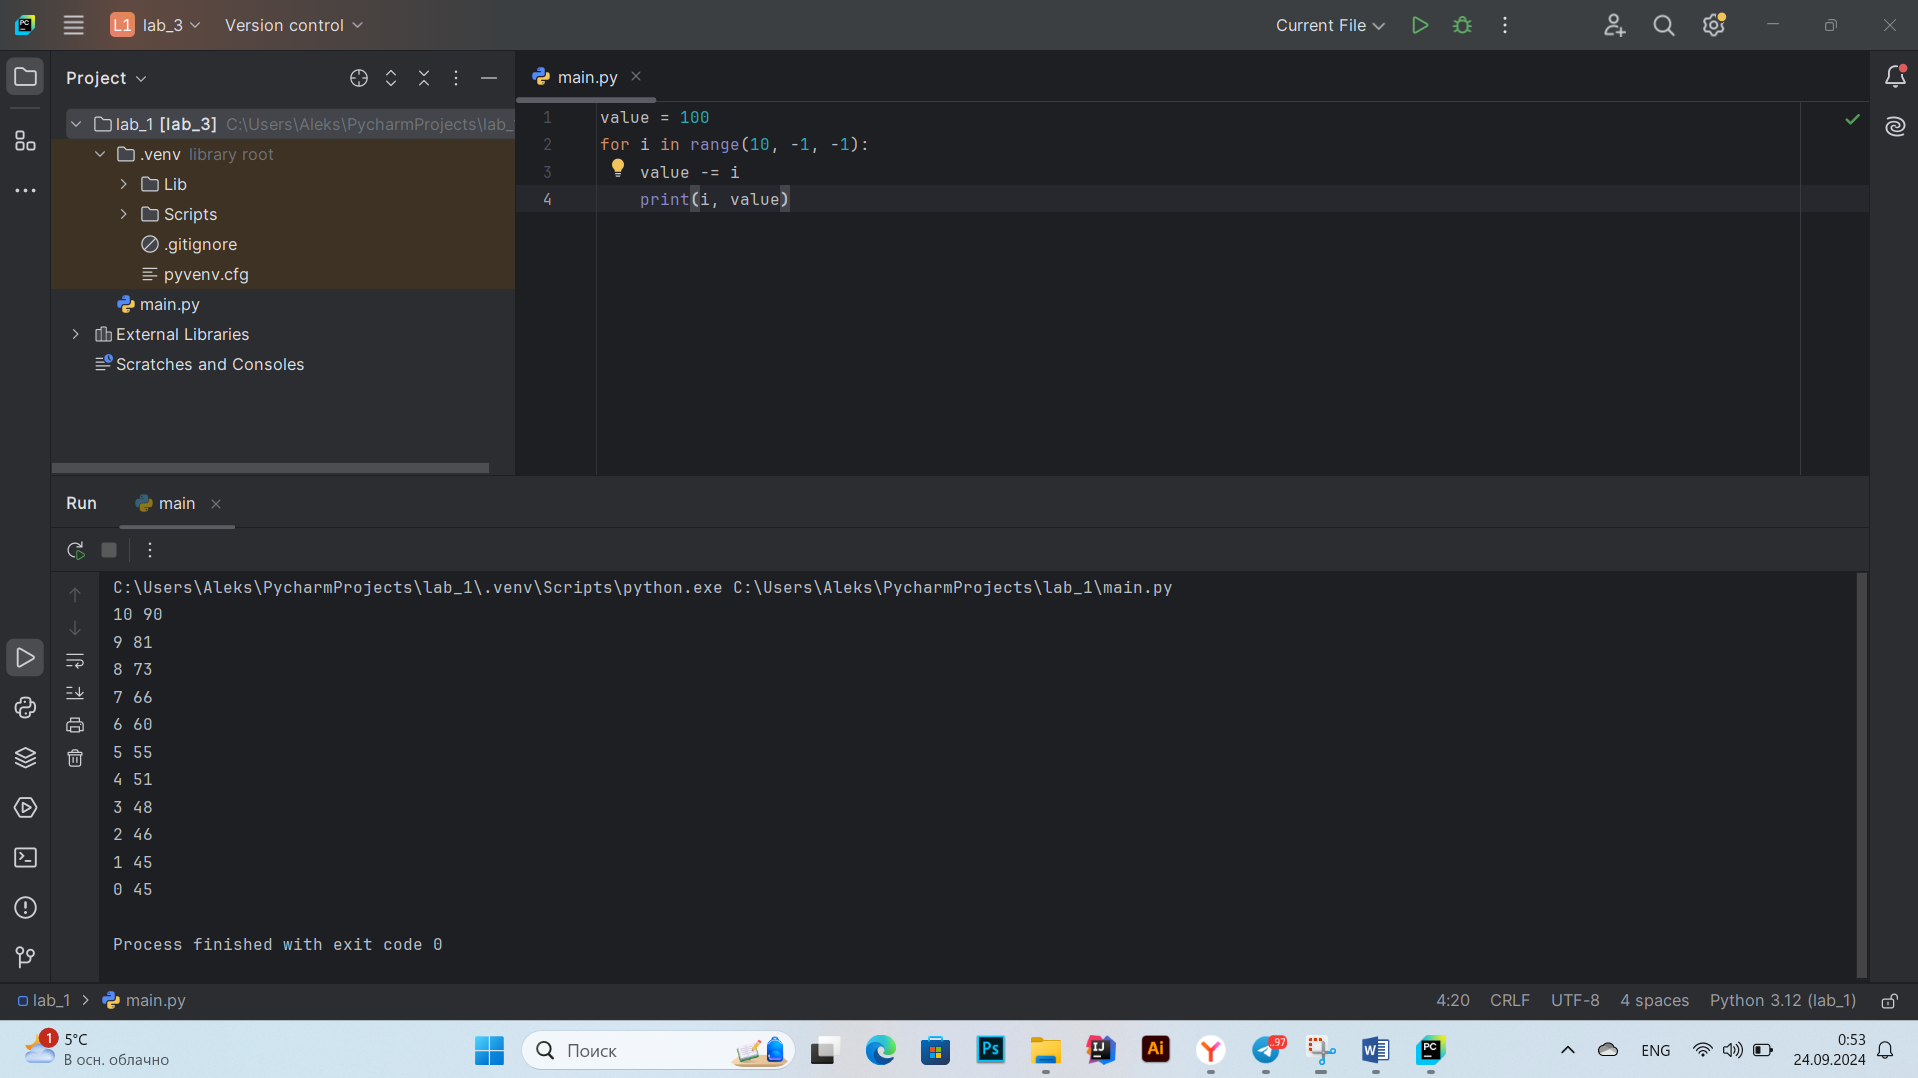 L1 lab_3 Version control Current File
Project
main.py
lab_1 [lab_3] C:\Users\Aleks\PycharmProjects\lab_
.venv library root
Lib
Scripts
.gitignore
pyvenv.cfg
main.py
External Libraries
Scratches and Consoles
1 value = 100
2 for i in range(10, -1, -1):
3 value -= i
4 print(i, value)
Run main
C:\Users\Aleks\PycharmProjects\lab_1\.venv\Scripts\python.exe C:\Users\Aleks\PycharmProjects\lab_1\main.py
10 90
9 81
8 73
7 66
6 60
5 55
4 51
3 48
2 46
1 45
0 45
Process finished with exit code 0
lab_1 main.py 4:20 CRLF UTF-8 4 spaces Python 3.12 (lab_1)
1 5°C
В осн. облачно
Поиск
Ps
IJ
Ai
Y
..97
W
PC
ENG
0:53
24.09.2024